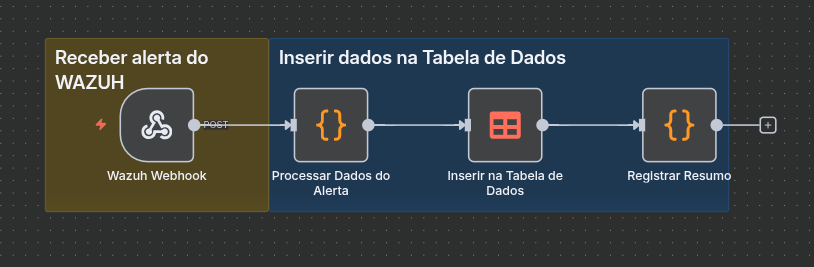 Receber alerta do
WAZUH
Inserir dados na Tabela de Dados
POST
Wazuh Webhook
Processar Dados do
Alerta
Inserir na Tabela de
Dados
Registrar Resumo